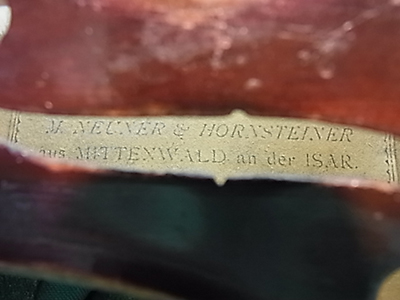 M. NEUNER & HORNSTEINER
aus MITTENWALD an der ISAR.